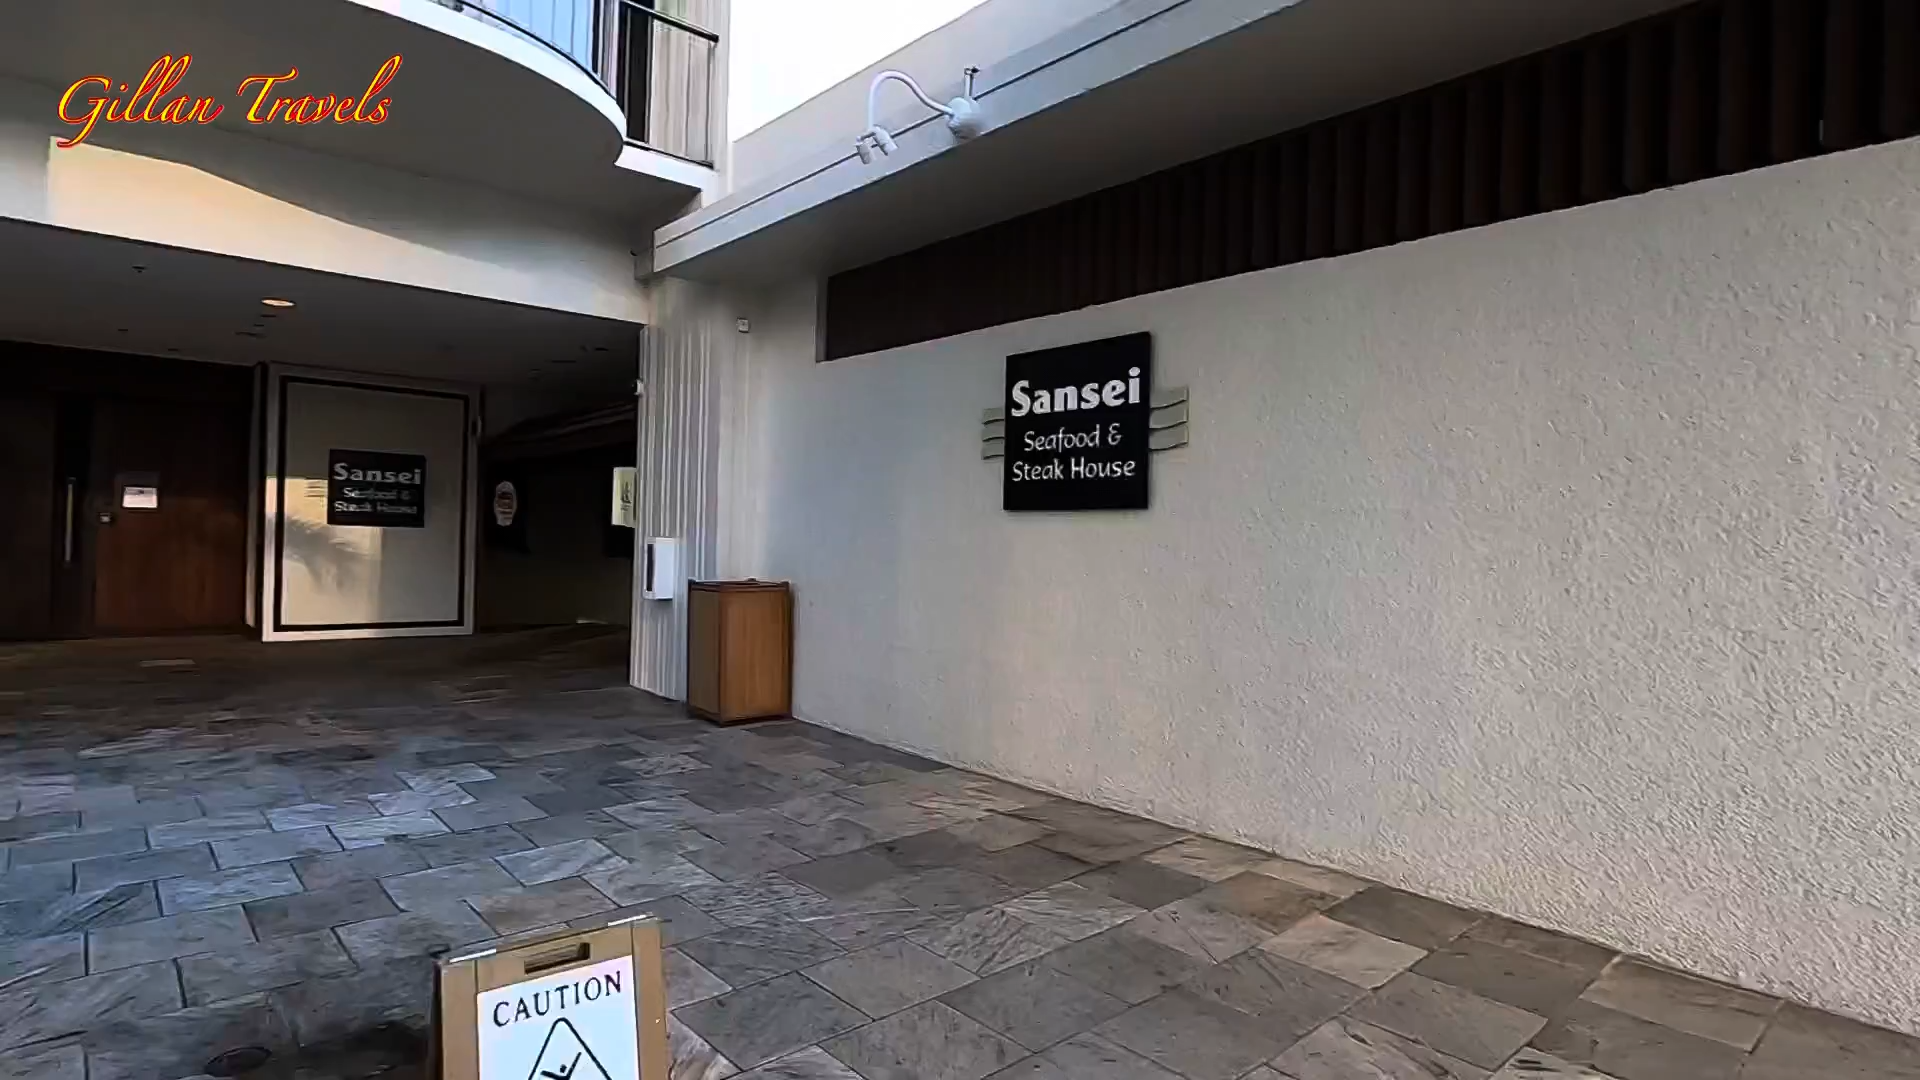 Gillan Travels
Sansei
Seafood &
Steak House
Sansei
Seafood &
Steak House
CAUTION